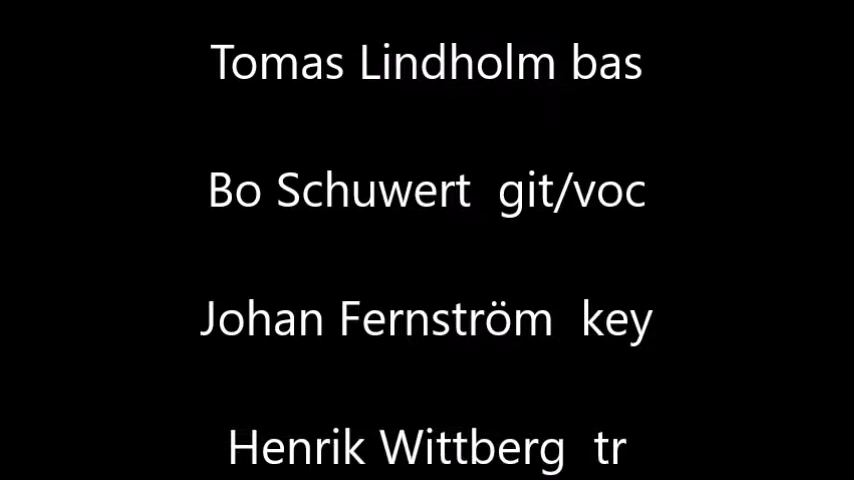 Tomas Lindholm bas
Bo Schuwert git/voc
Johan Fernström key
Henrik Wittberg tr